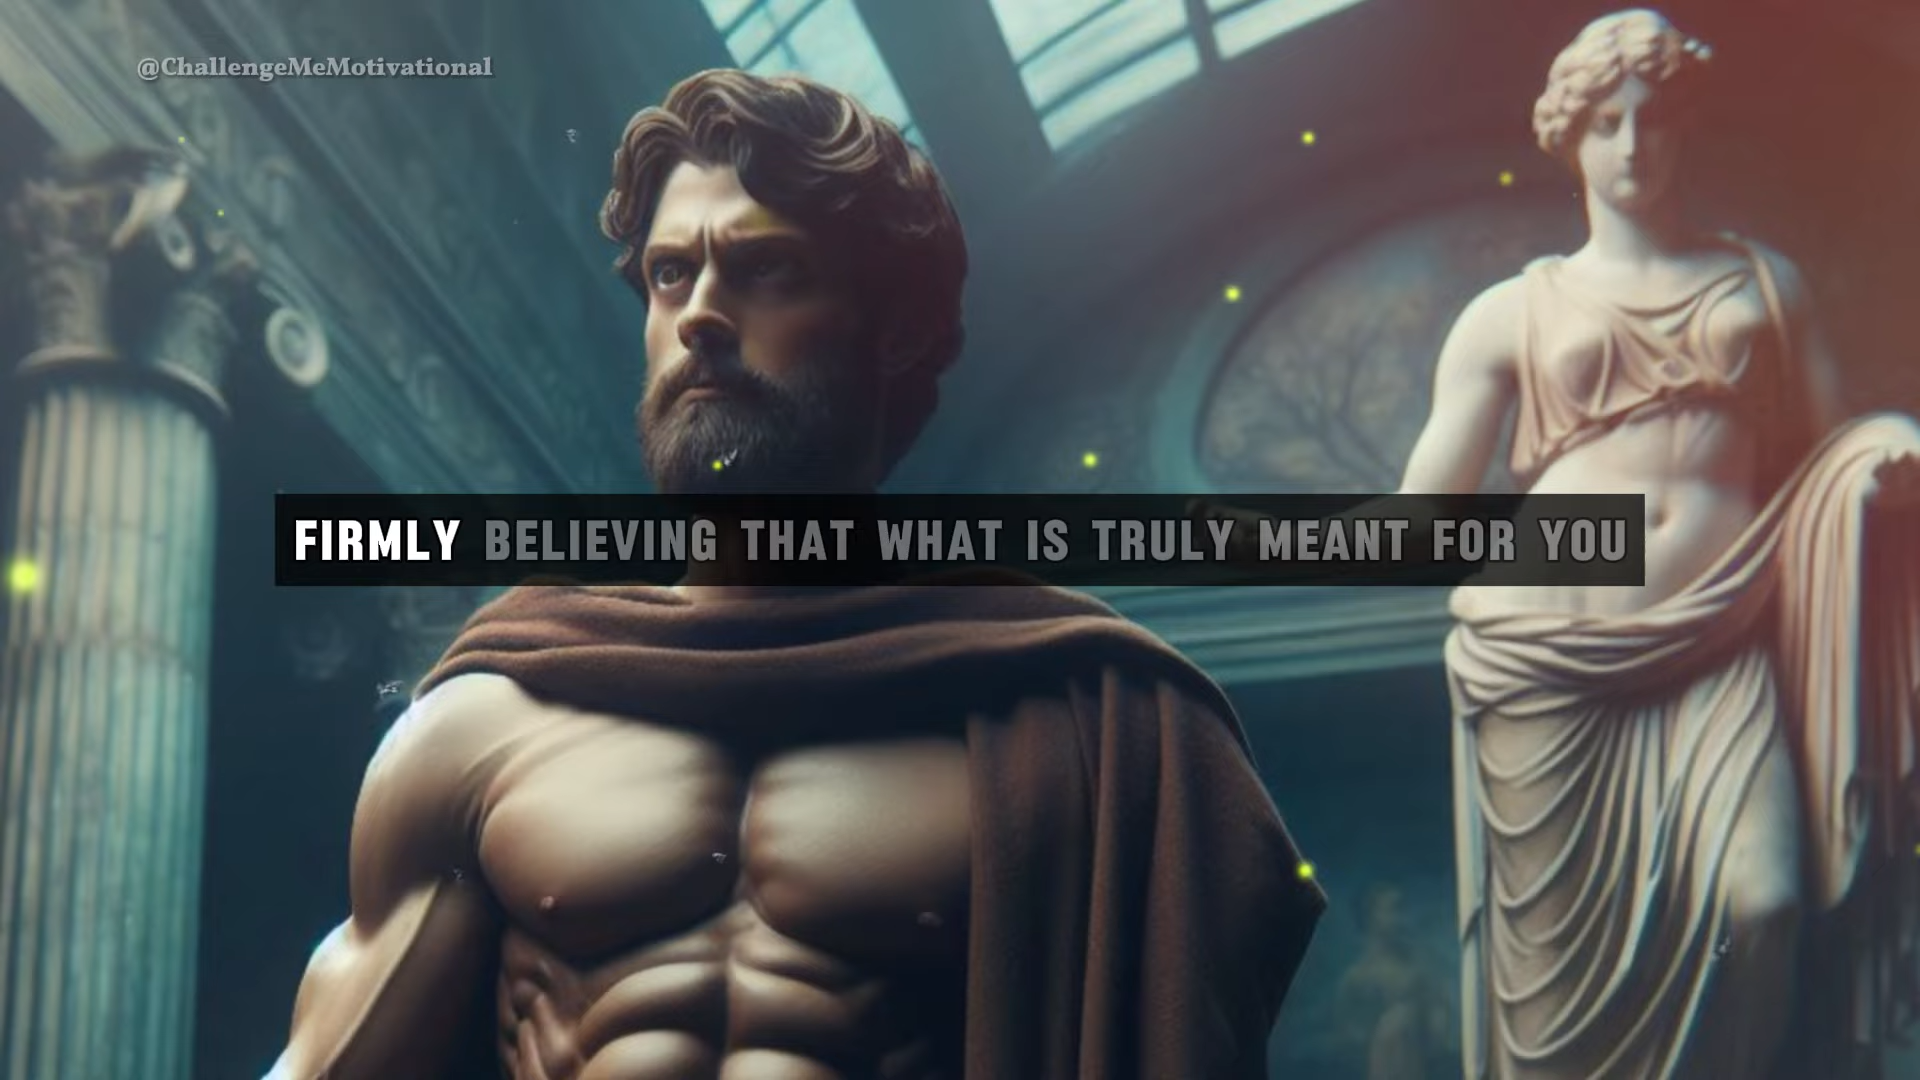 @ChallengeMeMotivational
FIRMLY BELIEVING THAT WHAT IS TRULY MEANT FOR YOU